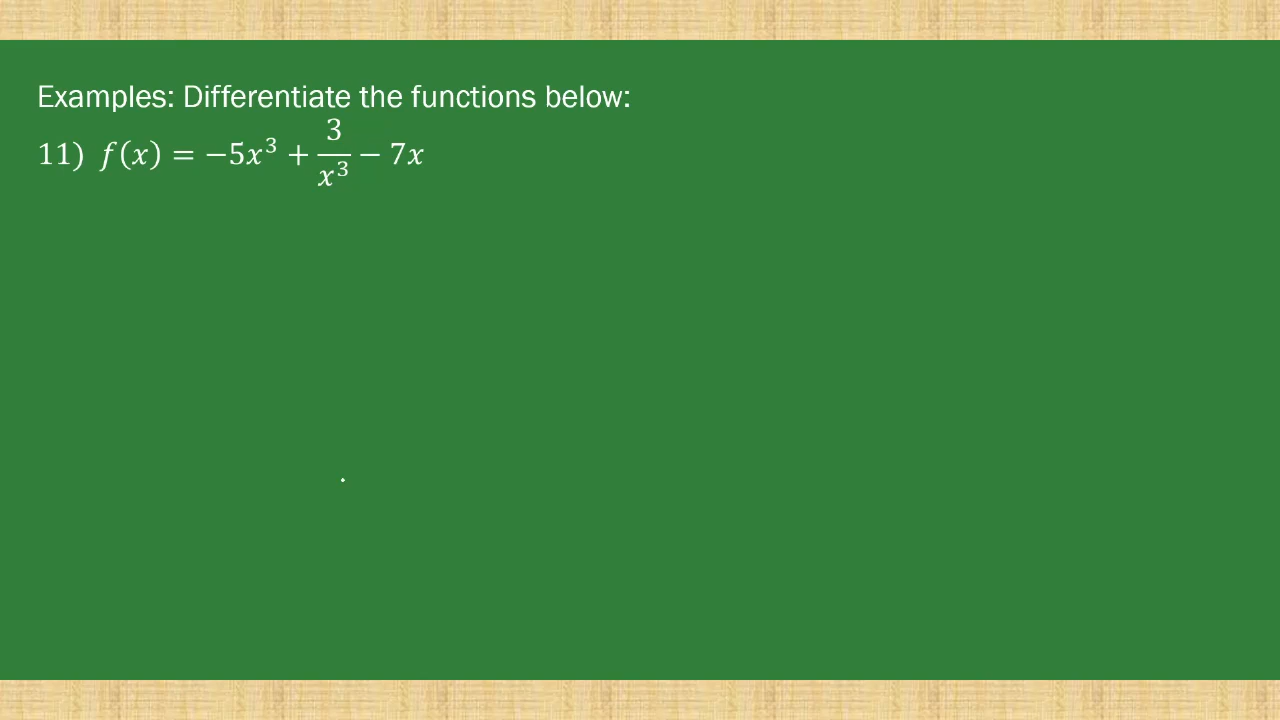 Examples: Differentiate the functions below:
11) f(x) = −5x³ + 3/x³ − 7x